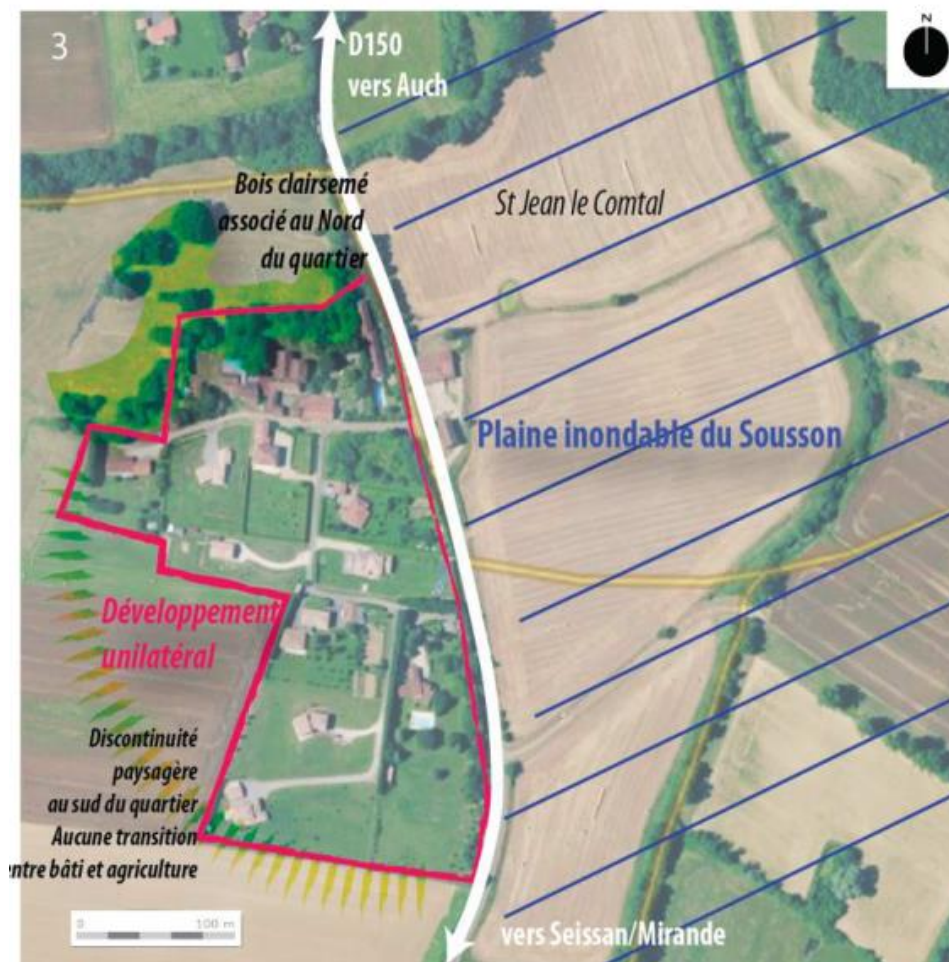 3
D150
vers Auch
N
Bois clairsemé
associé au Nord
du quartier
St Jean le Comtal
Plaine inondable du Sousson
Développement
unilatéral
Discontinuité
paysagère
au sud du quartier
Aucune transition
entre bâti et agriculture
0 100 m
vers Seissan/Mirande